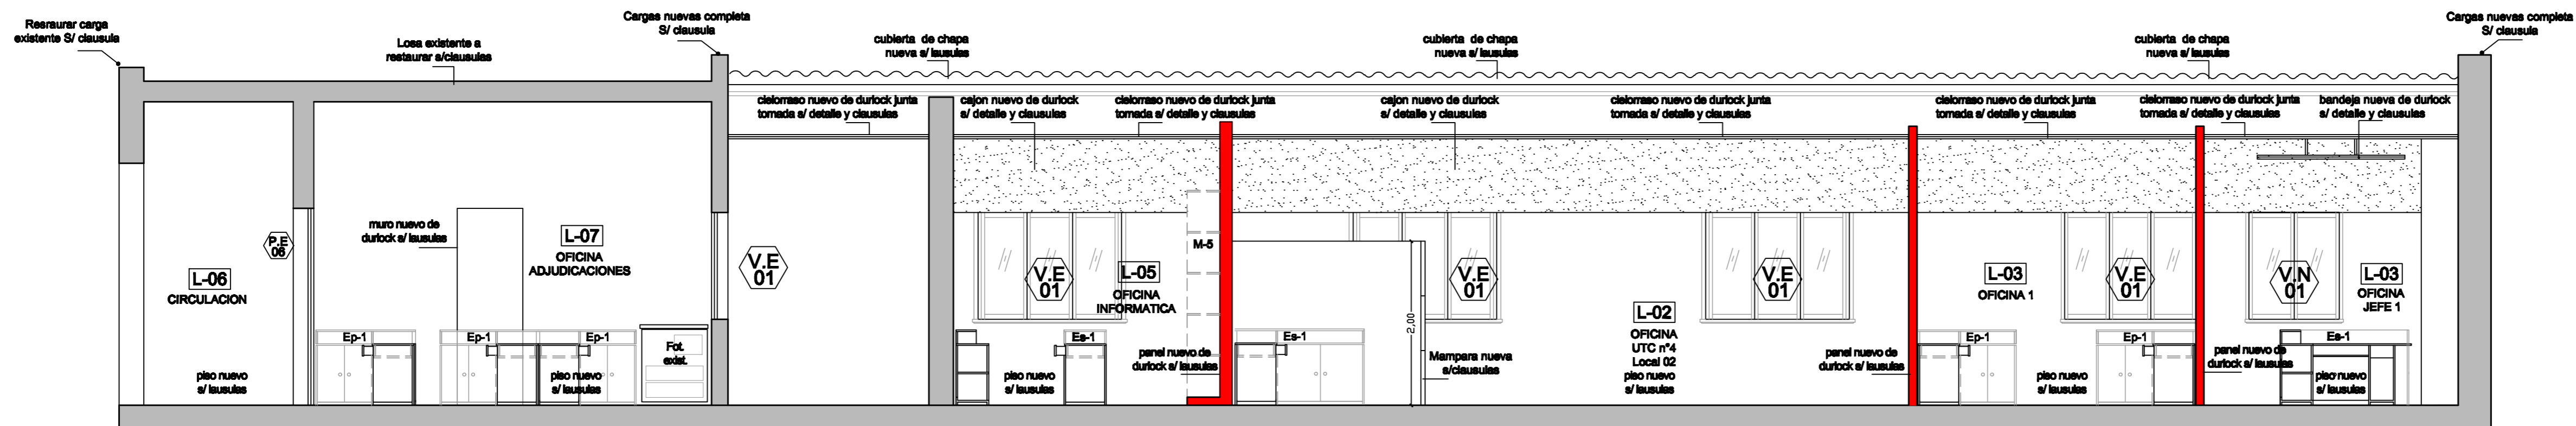 Resraurar carga
existente S/ clausula
Losa existente a
restaurar s/clausulas
Cargas nuevas completa
S/ clausula
cubierta de chapa
nueva s/ lausulas
cubierta de chapa
nueva s/ lausulas
cubierta de chapa
nueva s/ lausulas
Cargas nuevas completa
S/ clausula
cielorraso nuevo de durlock junta
tomada s/ detalle y clausulas
cajon nuevo de durlock
s/ detalle y clausulas
cielorraso nuevo de durlock junta
tomada s/ detalle y clausulas
cajon nuevo de durlock
s/ detalle y clausulas
cielorraso nuevo de durlock junta
tomada s/ detalle y clausulas
cielorraso nuevo de durlock junta
tomada s/ detalle y clausulas
cielorraso nuevo de durlock junta
tomada s/ detalle y clausulas
bandeja nueva de durlock
s/ detalle y clausulas
L-06
CIRCULACION
P.E
06
muro nuevo de
durlock s/ lausulas
L-07
OFICINA
ADJUDICACIONES
V.E
01
V.E
01
L-05
OFICINA
INFORMATICA
M-5
V.E
01
2,00
L-02
OFICINA
UTC n°4
Local 02
piso nuevo
s/ lausulas
V.E
01
L-03
OFICINA 1
V.E
01
V.N
01
L-03
OFICINA
JEFE 1
Ep-1
Ep-1
Ep-1
Fot.
exist.
Es-1
Es-1
Ep-1
Ep-1
Es-1
piso nuevo
s/ lausulas
piso nuevo
s/ lausulas
piso nuevo
s/ lausulas
panel nuevo de
durlock s/ lausulas
Mampara nueva
s/clausulas
panel nuevo de
durlock s/ lausulas
piso nuevo
s/ lausulas
panel nuevo de
durlock s/ lausulas
piso nuevo
s/ lausulas